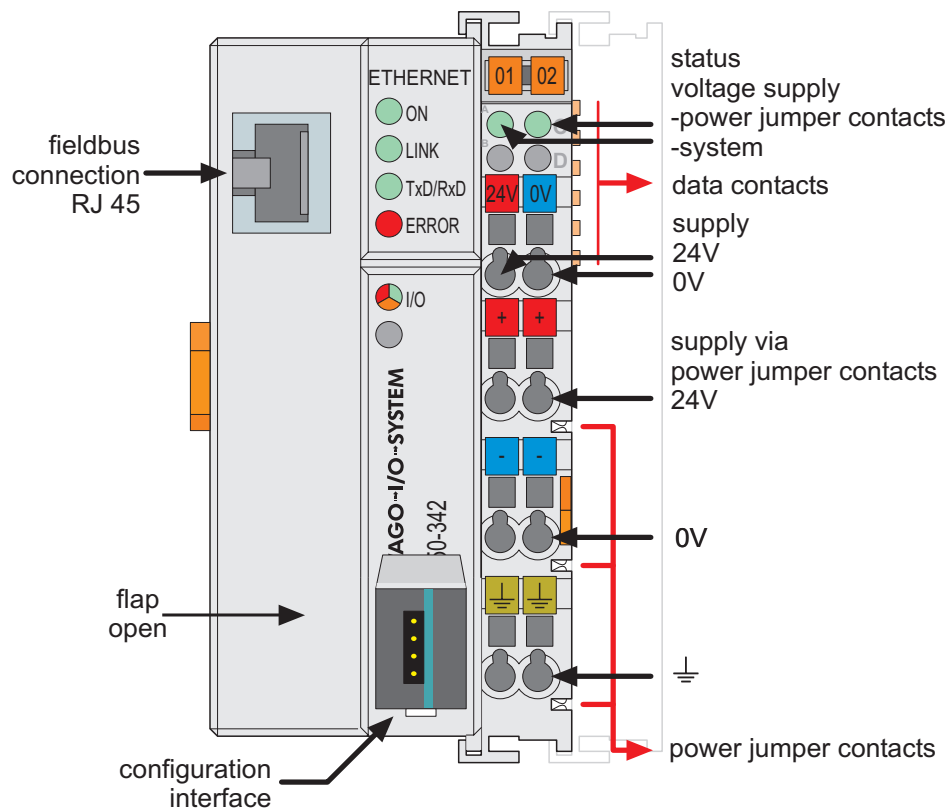 ETHERNET
ON
LINK
TxD/RxD
ERROR
I/O
AGO I/O SYSTEM
50-342
01 02
A
B
C
D
24V 0V
+ +
- -
fieldbus
connection
RJ 45
flap
open
configuration
interface
status
voltage supply
-power jumper contacts
-system
data contacts
supply
24V
0V
supply via
power jumper contacts
24V
0V
power jumper contacts